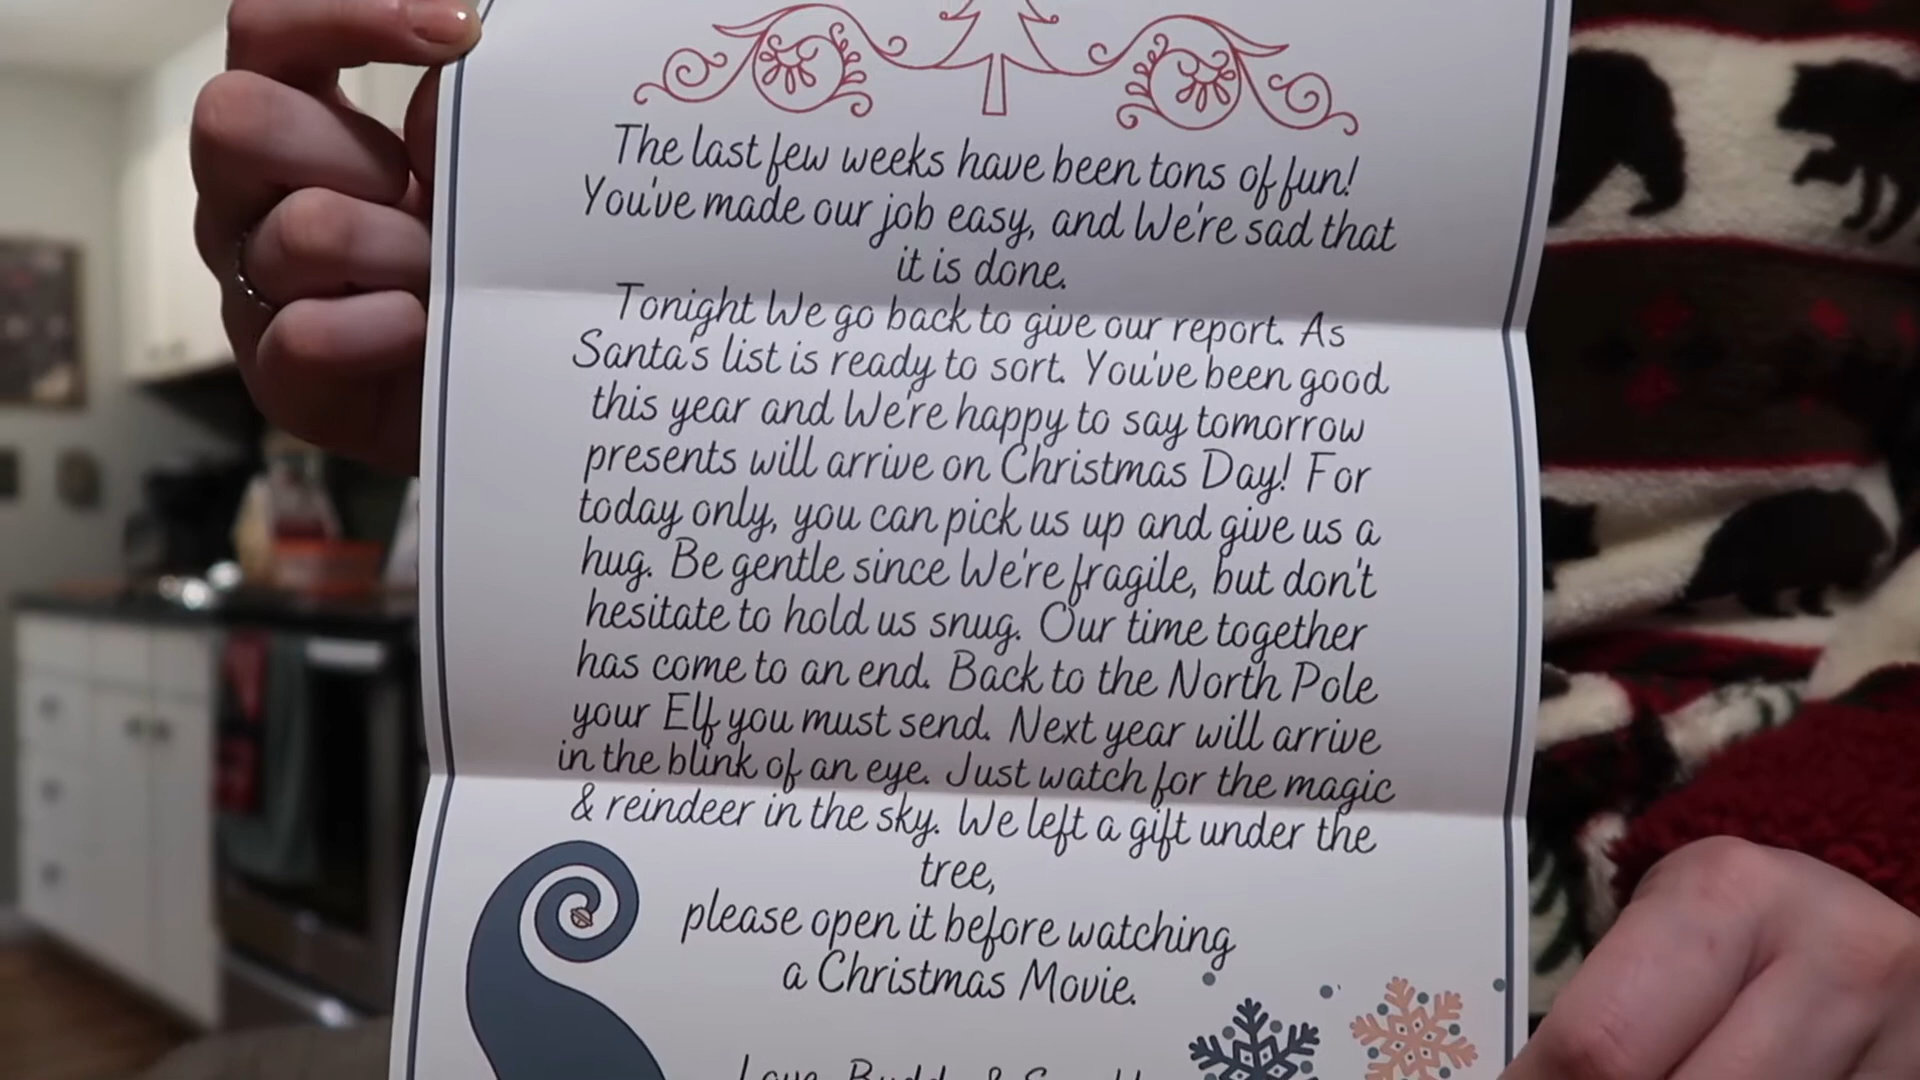 The last few weeks have been tons of fun!
You've made our job easy, and We're sad that
it is done.
Tonight We go back to give our report. As
Santa's list is ready to sort. You've been good
this year and We're happy to say tomorrow
presents will arrive on Christmas Day! For
today only, you can pick us up and give us a
hug. Be gentle since We're fragile, but don't
hesitate to hold us snug. Our time together
has come to an end. Back to the North Pole
your Elf you must send. Next year will arrive
in the blink of an eye. Just watch for the magic
& reindeer in the sky. We left a gift under the
tree,
please open it before watching
a Christmas Movie.
Love, Buddy &